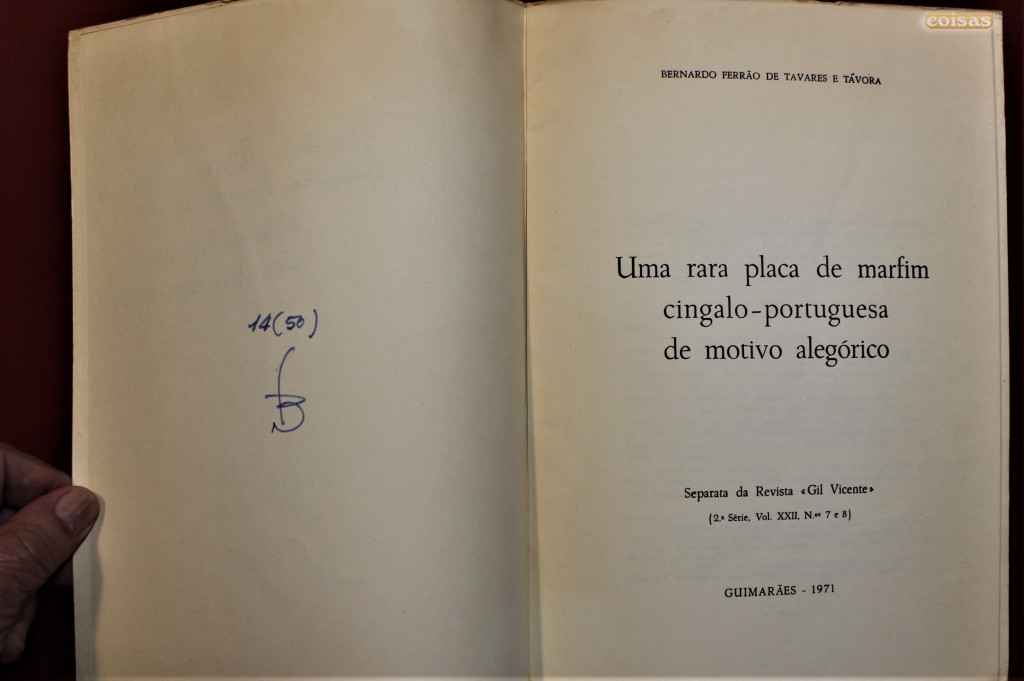 coisas
14(50)
BERNARDO FERRÃO DE TAVARES E TÁVORA
Uma rara placa de marfim
cingalo-portuguesa
de motivo alegórico
Separata da Revista «Gil Vicente»
(2.ª Série, Vol. XXII, N.ºs 7 e 8)
GUIMARÃES - 1971